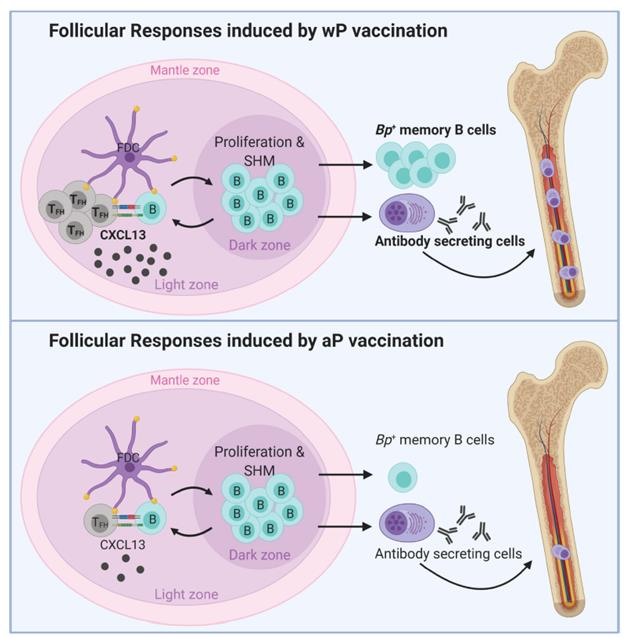 Follicular Responses induced by wP vaccination
Mantle zone
FDC
Proliferation &
SHM
TFH
TFH
TFH
TFH
B
B
B
B
B
B
B
B
CXCL13
Dark zone
Light zone
Bp+ memory B cells
Antibody secreting cells
Follicular Responses induced by aP vaccination
Mantle zone
FDC
Proliferation &
SHM
TFH
B
B
B
B
B
B
B
B
CXCL13
Dark zone
Light zone
Bp+ memory B cells
Antibody secreting cells